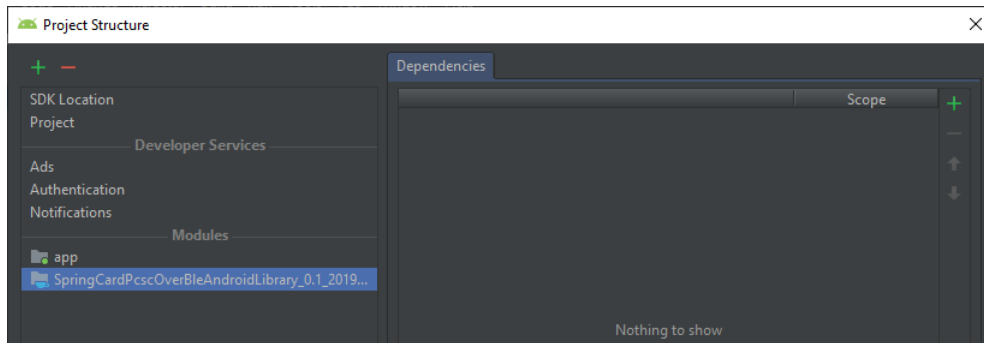 Project Structure
Dependencies
SDK Location
Project
Developer Services
Ads
Authentication
Notifications
Modules
app
SpringCardPcscOverBleAndroidLibrary_0.1_2019...
Scope
Nothing to show